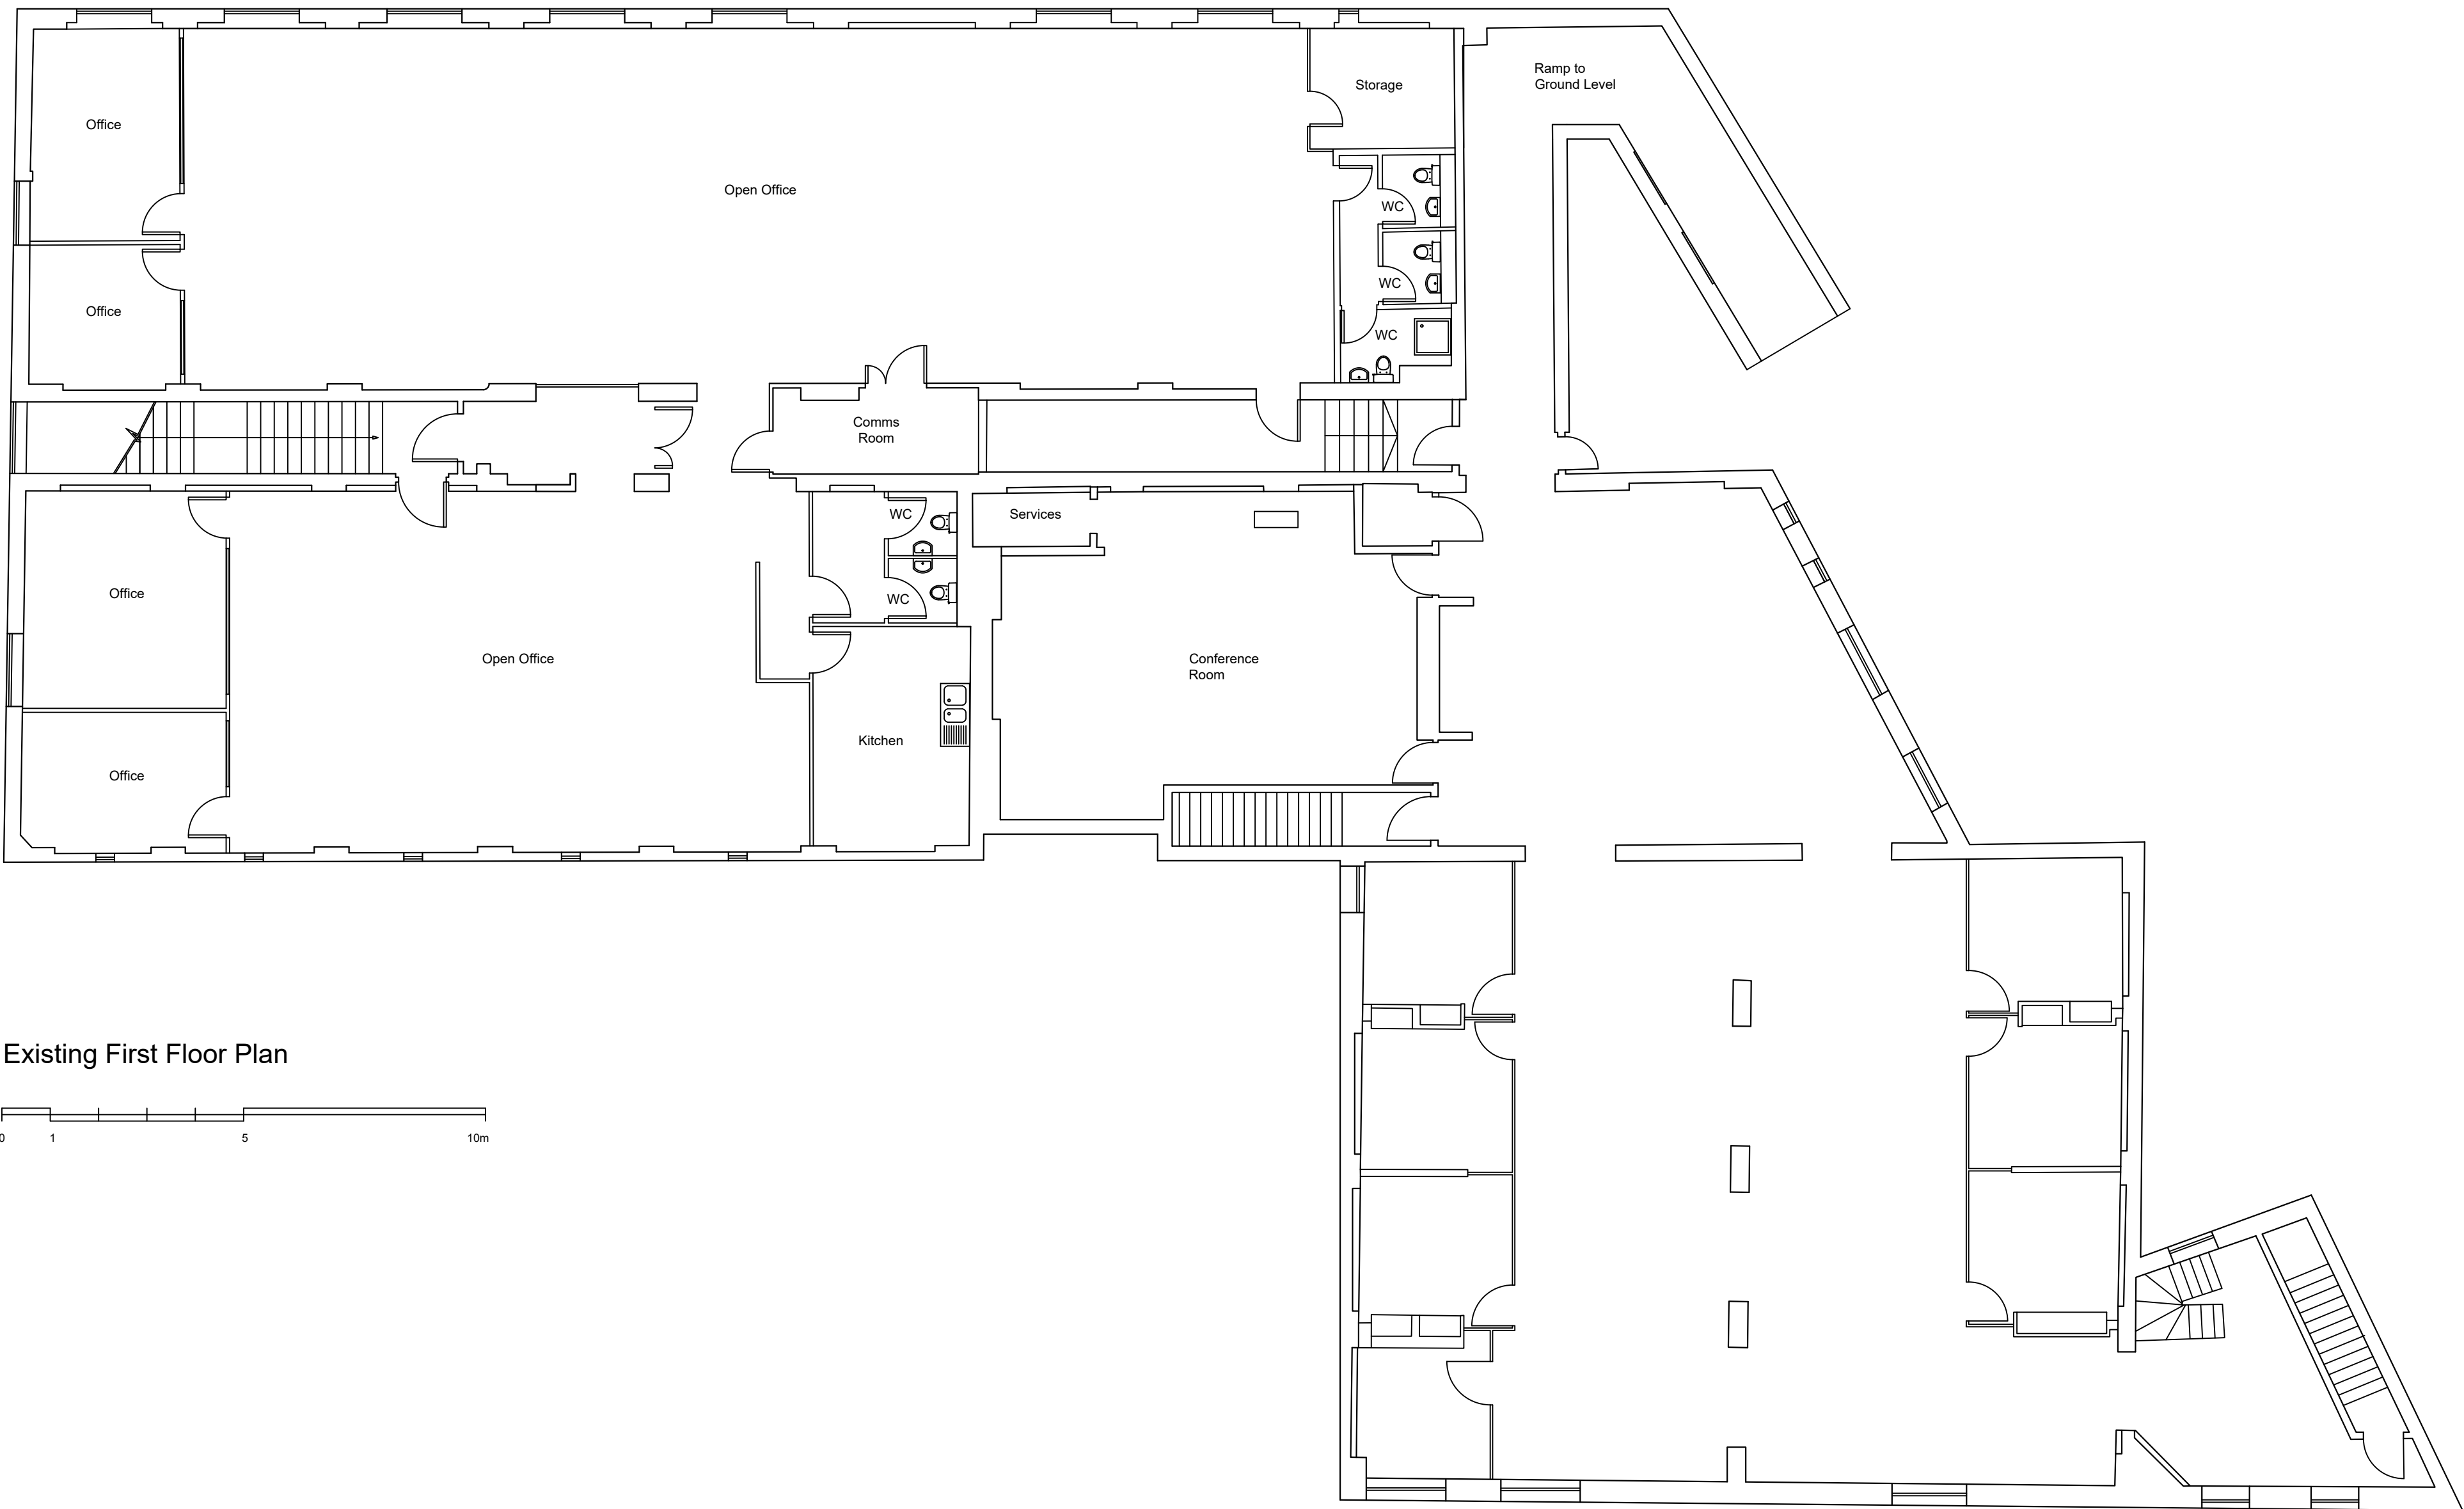 Ramp to
Ground Level
Storage
Office
Open Office
WC
WC
Office
WC
Comms
Room
WC
Services
Office
WC
Open Office
Conference
Room
Kitchen
Office
Existing First Floor Plan
0 1 5 10m